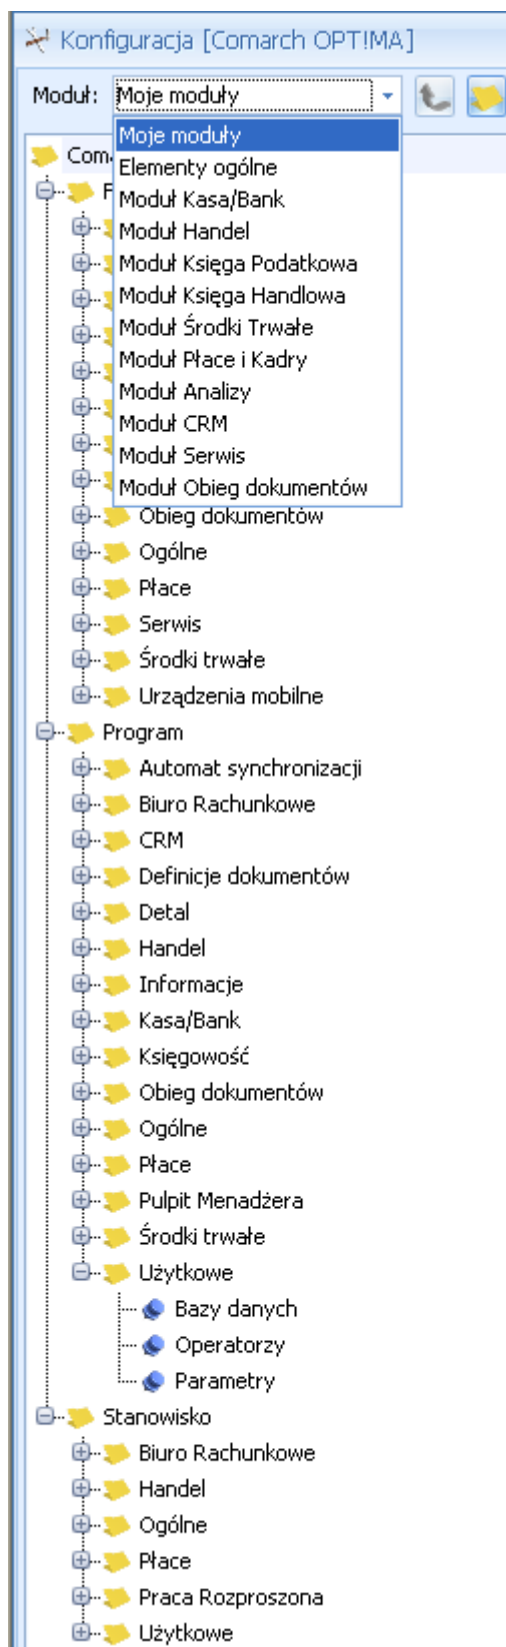 Konfiguracja [Comarch OPT!MA]
Moduł: Moje moduły
Moje moduły
Elementy ogólne
Moduł Kasa/Bank
Moduł Handel
Moduł Księga Podatkowa
Moduł Księga Handlowa
Moduł Środki Trwałe
Moduł Płace i Kadry
Moduł Analizy
Moduł CRM
Moduł Serwis
Moduł Obieg dokumentów
Obieg dokumentów
Ogólne
Płace
Serwis
Środki trwałe
Urządzenia mobilne
Program
Automat synchronizacji
Biuro Rachunkowe
CRM
Definicje dokumentów
Detal
Handel
Informacje
Kasa/Bank
Księgowość
Obieg dokumentów
Ogólne
Płace
Pulpit Menadżera
Środki trwałe
Użytkowe
Bazy danych
Operatorzy
Parametry
Stanowisko
Biuro Rachunkowe
Handel
Ogólne
Płace
Praca Rozproszona
Użytkowe